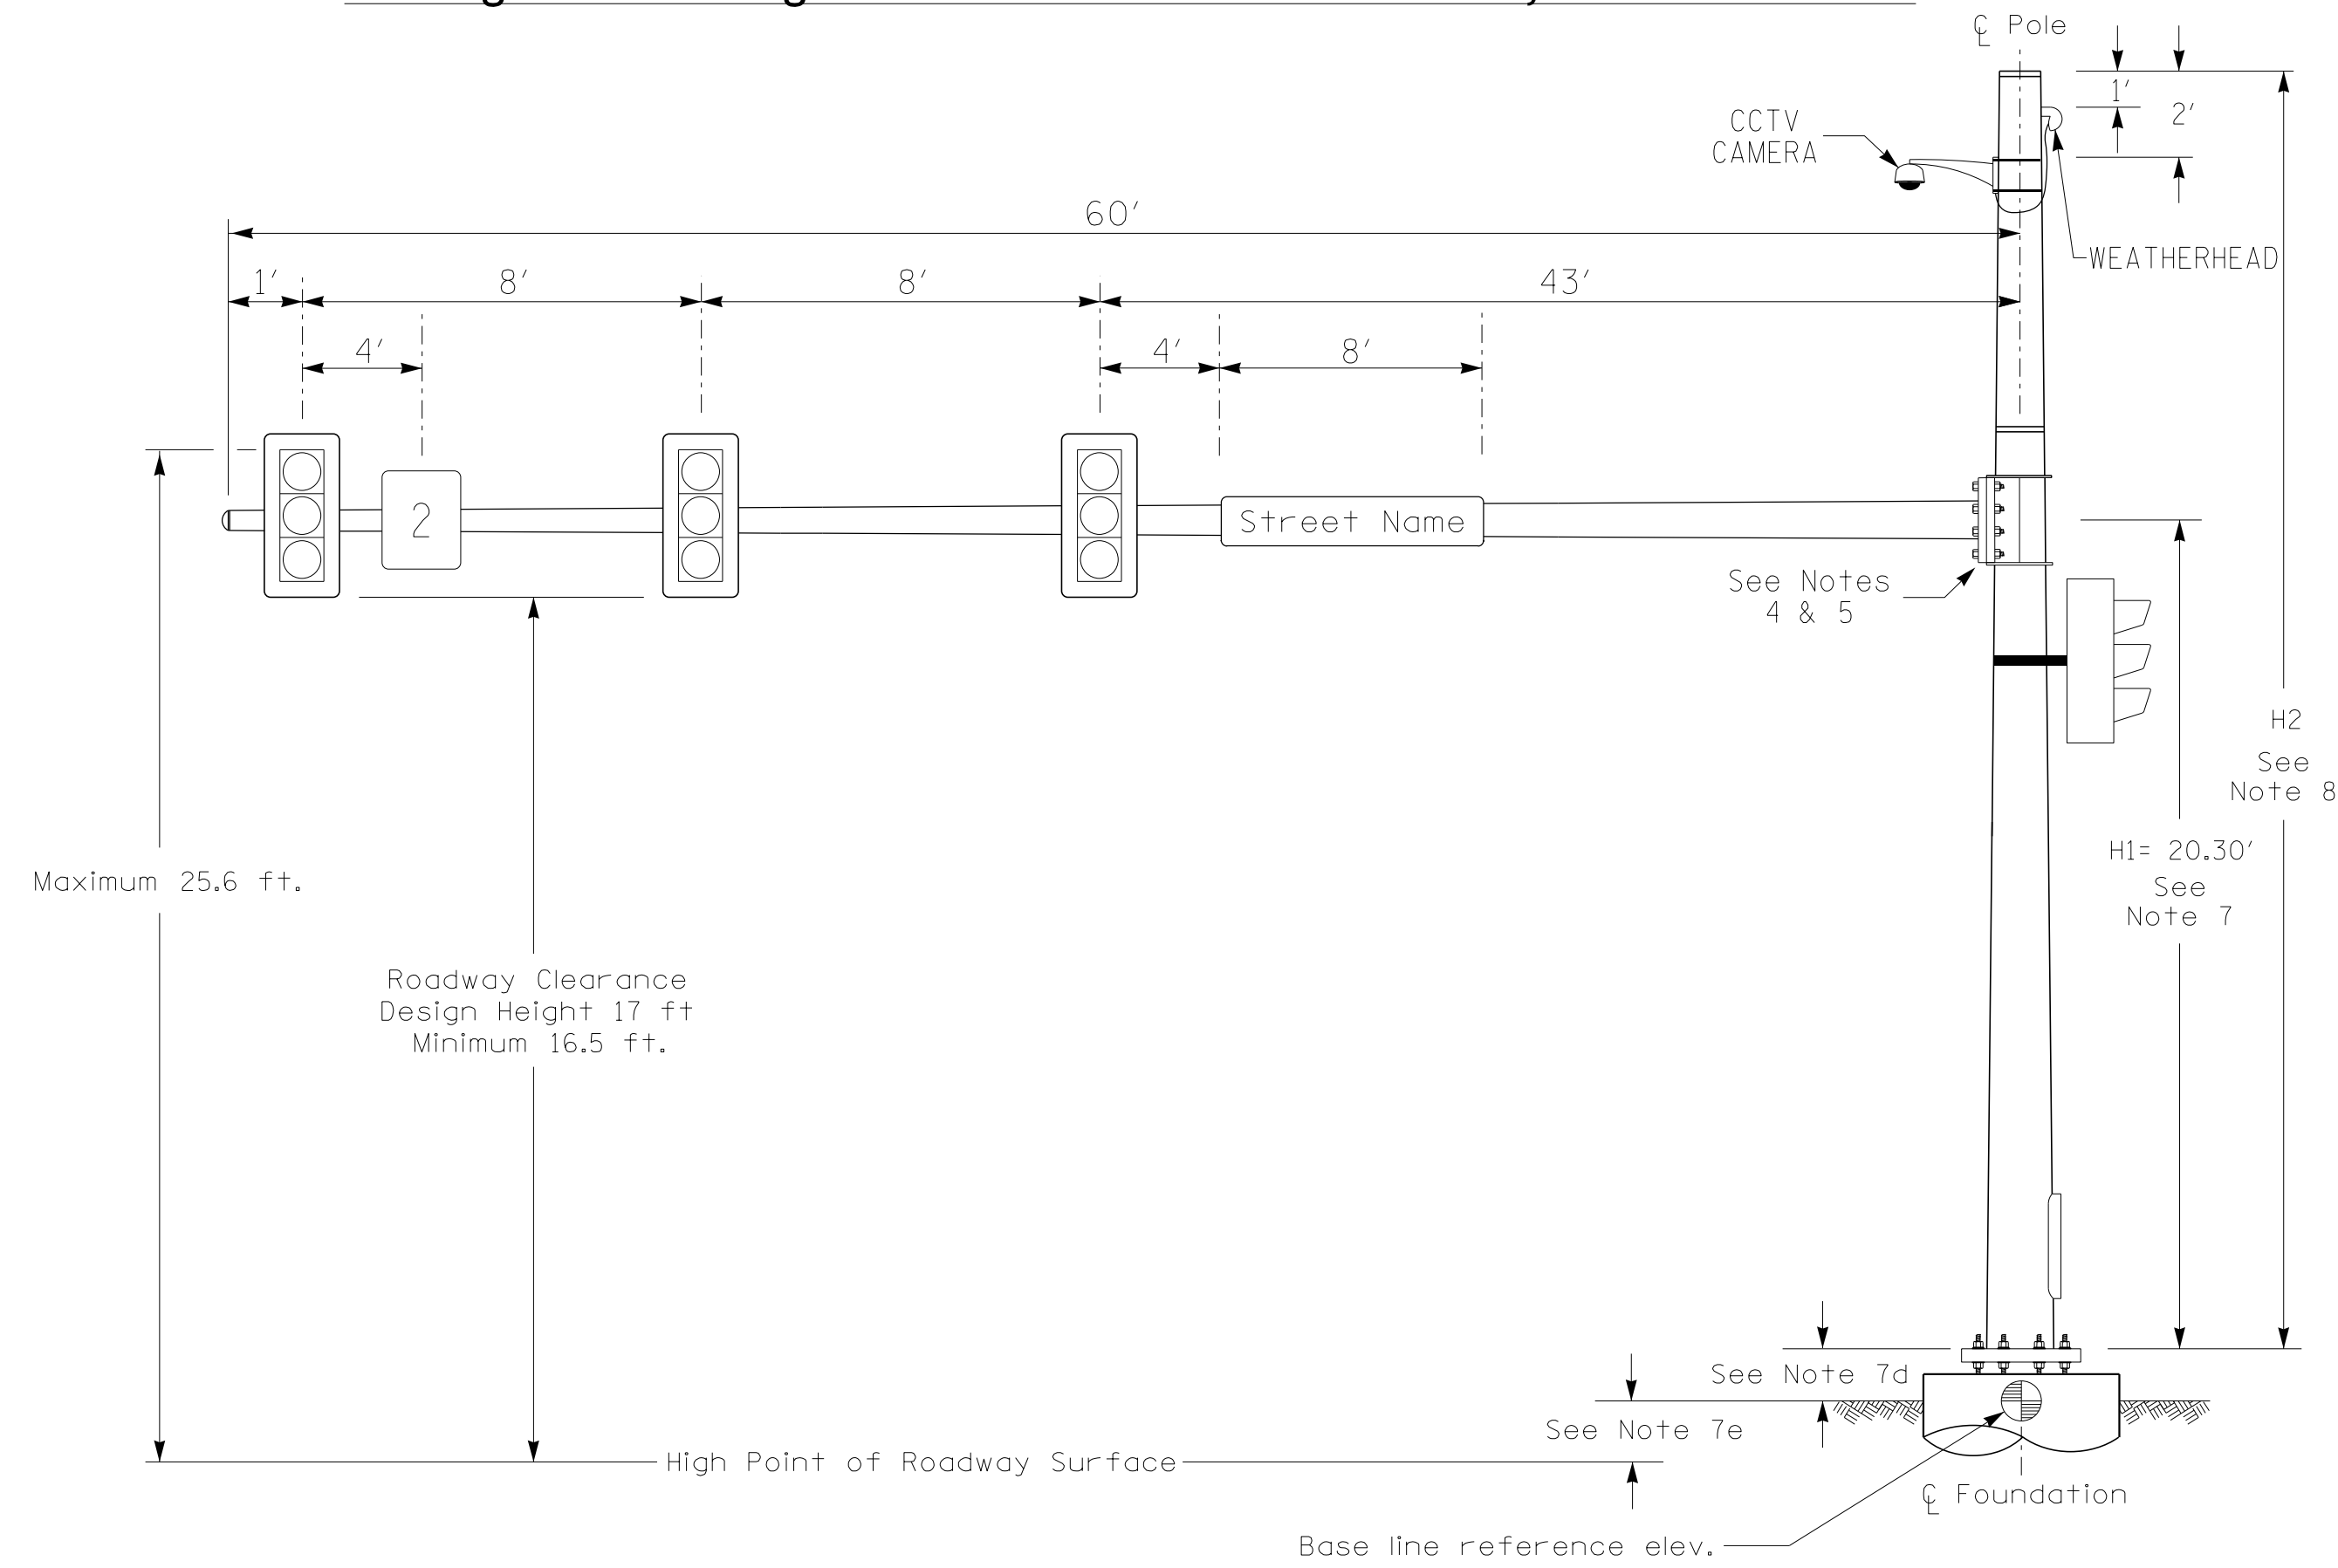 ℄ Pole
1'
2'
CCTV
CAMERA
60'
WEATHERHEAD
1'
8'
8'
43'
4'
4'
8'
2
Street Name
See Notes
4 & 5
H2
See
Note 8
H1= 20.30'
See
Note 7
Maximum 25.6 ft.
Roadway Clearance
Design Height 17 ft
Minimum 16.5 ft.
See Note 7d
See Note 7e
High Point of Roadway Surface
℄ Foundation
Base line reference elev.